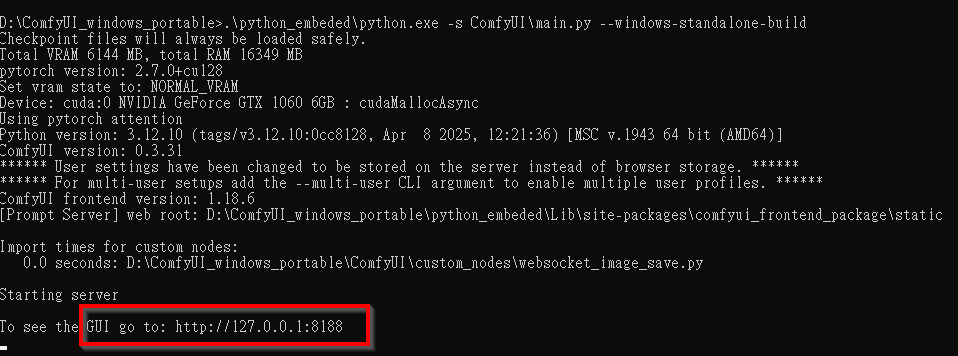 D:\ComfyUI_windows_portable>.\python_embeded\python.exe -s ComfyUI\main.py --windows-standalone-build
Checkpoint files will always be loaded safely.
Total VRAM 6144 MB, total RAM 16349 MB
pytorch version: 2.7.0+cu128
Set vram state to: NORMAL_VRAM
Device: cuda:0 NVIDIA GeForce GTX 1060 6GB : cudaMallocAsync
Using pytorch attention
Python version: 3.12.10 (tags/v3.12.10:0cc8128, Apr  8 2025, 12:21:36) [MSC v.1943 64 bit (AMD64)]
ComfyUI version: 0.3.31
****** User settings have been changed to be stored on the server instead of browser storage. ******
****** For multi-user setups add the --multi-user CLI argument to enable multiple user profiles. ******
ComfyUI frontend version: 1.18.6
[Prompt Server] web root: D:\ComfyUI_windows_portable\python_embeded\Lib\site-packages\comfyui_frontend_package\static
Import times for custom nodes:
   0.0 seconds: D:\ComfyUI_windows_portable\ComfyUI\custom_nodes\websocket_image_save.py
Starting server
To see the GUI go to: http://127.0.0.1:8188